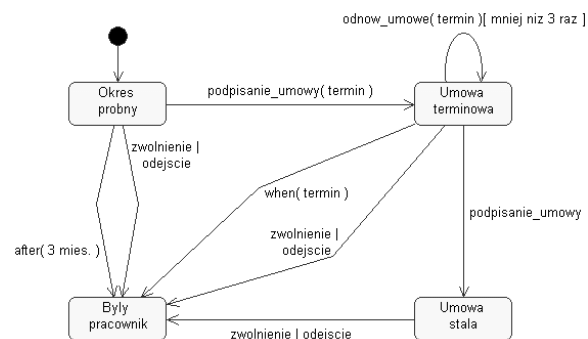 odnow_umowe( termin )[ mniej niz 3 raz ]
Okres
probny
podpisanie_umowy( termin )
Umowa
terminowa
zwolnienie |
odejscie
when( termin )
podpisanie_umowy
zwolnienie |
odejscie
after( 3 mies. )
Byly
pracownik
Umowa
stala
zwolnienie | odejscie